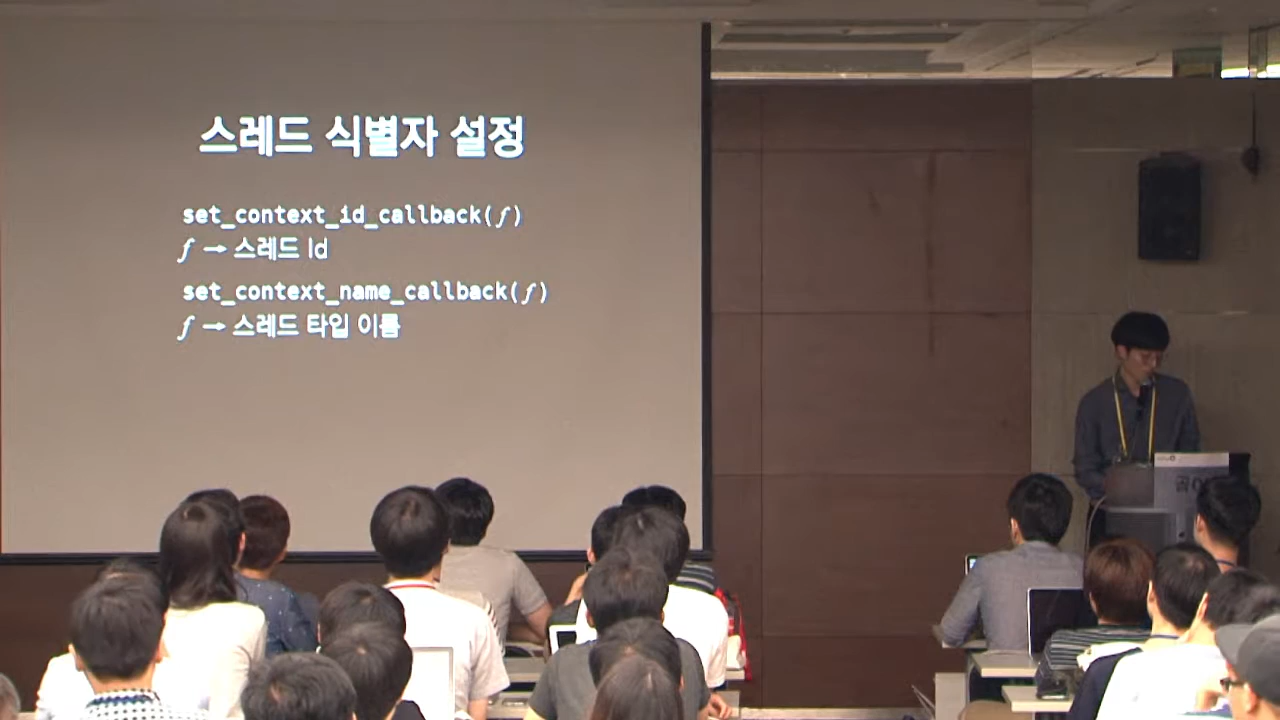 스레드 식별자 설정
set_context_id_callback(ƒ)
ƒ → 스레드 Id
set_context_name_callback(ƒ)
ƒ → 스레드 타입 이름